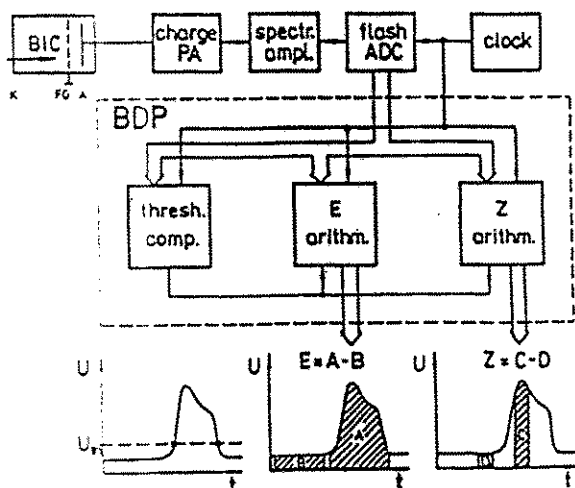 BIC
charge
PA
spectr.
ampl.
flash
ADC
clock
K FG A
BDP
thresh.
comp.
E
arithm.
Z
arithm.
U
U
E=A-B
U
Z=C-D
U
A
B
C
D
t
t
t